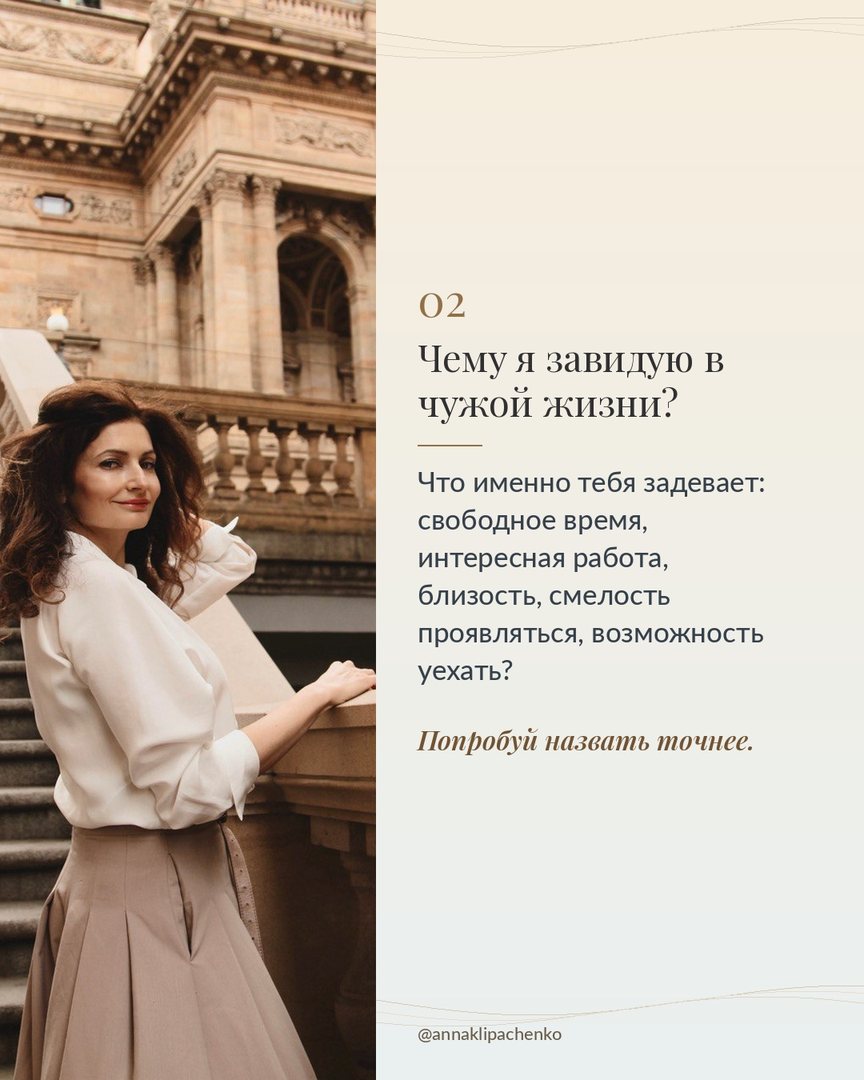 02
Чему я завидую в
чужой жизни?
Что именно тебя задевает:
свободное время,
интересная работа,
близость, смелость
проявляться, возможность
уехать?
Попробуй назвать точнее.
@annaklipachenko